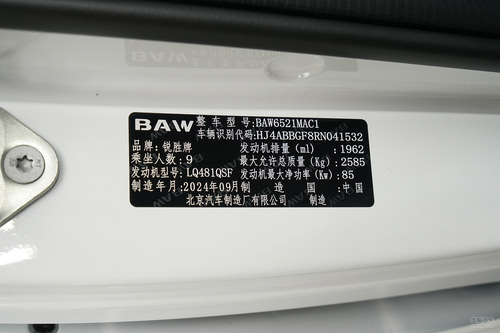 BAW
整车型号:BAW6521MAC1
车辆识别代码:HJ4ABBGF8RN041532
品牌:锐胜牌 发动机排量(ml):1962
乘坐人数:9 最大允许总质量(Kg):2585
发动机型号:LQ481QSF 发动机最大净功率(Kw):85
制造年月:2024年09月 制造国:中国
北京汽车制造厂有限公司 制造